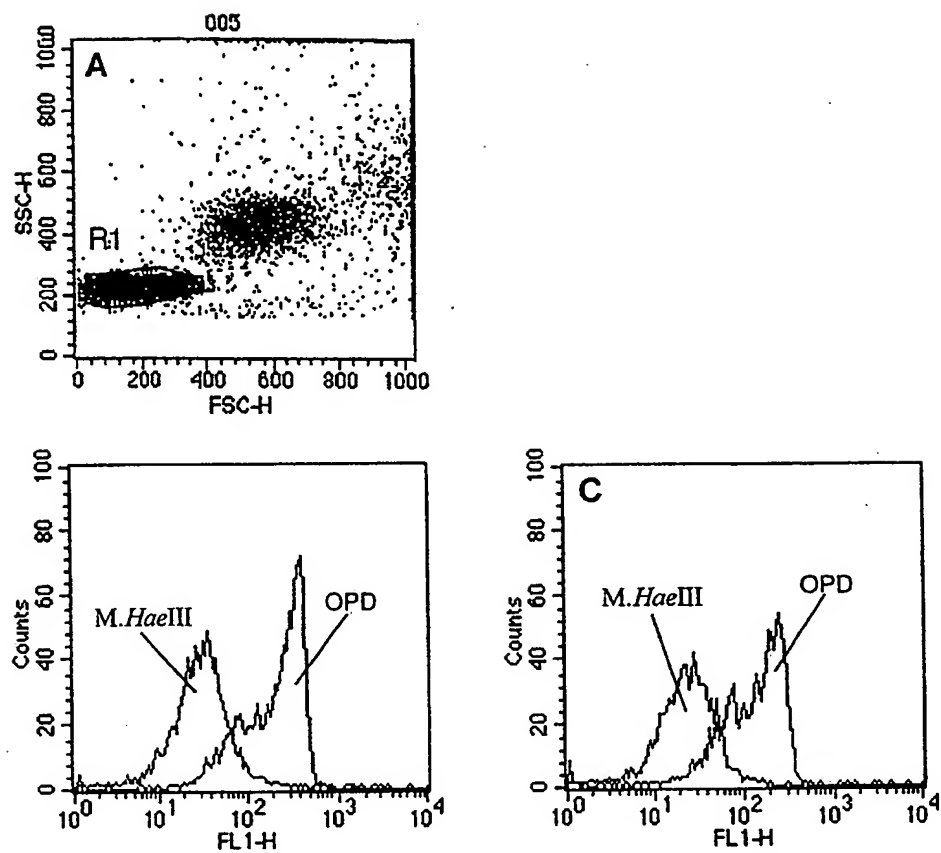 005
A
1000
800
600
400
200
0
SSC-H
R1
0 200 400 600 800 1000
FSC-H
100
80
60
40
20
0
Counts
M.HaeIII
OPD
10^0 10^1 10^2 10^3 10^4
FL1-H
C
100
80
60
40
20
0
Counts
M.HaeIII
OPD
10^0 10^1 10^2 10^3 10^4
FL1-H